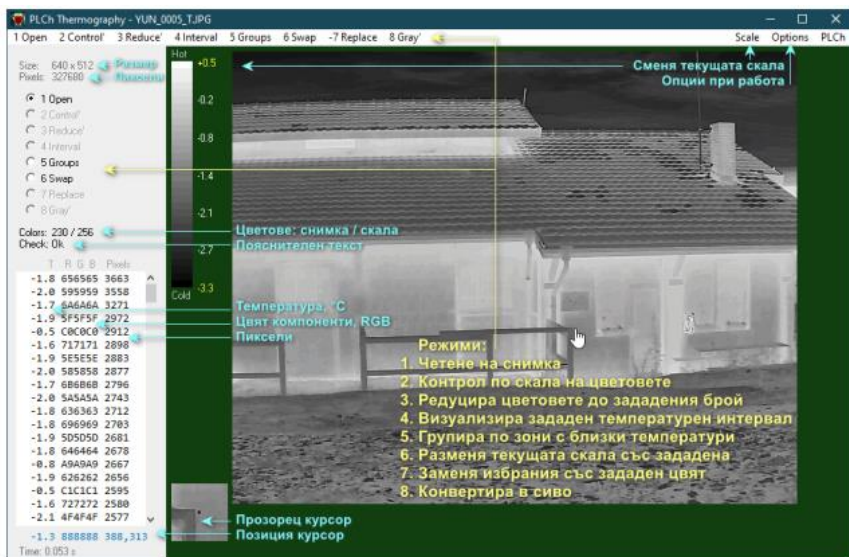 PLCh Thermography - YUN_0005_T.JPG
1 Open 2 Control' 3 Reduce' 4 Interval 5 Groups 6 Swap -7 Replace 8 Gray' Scale Options PLCh
Size: 640 x 512 Размер
Pixels: 327680 Пиксели
1 Open
2 Control'
3 Reduce'
4 Interval
5 Groups
6 Swap
7 Replace
8 Gray'
Colors: 230 / 256
Check: Ok
T R G B Pixels
-1.8 656565 3663
-2.0 595959 3558
-1.7 6A6A6A 3271
-1.9 5F5F5F 2972
-0.5 C0C0C0 2912
-1.6 717171 2898
-1.9 5E5E5E 2883
-2.0 585858 2877
-1.7 6B6B6B 2796
-2.0 5A5A5A 2743
-1.8 636363 2712
-1.8 696969 2703
-1.9 5D5D5D 2681
-1.8 646464 2678
-0.8 A9A9A9 2667
-1.9 626262 2656
-0.5 C1C1C1 2595
-1.6 727272 2580
-2.1 4F4F4F 2577
-1.3 888888 388,313
Time: 0.053 s
Hot
+0.5
-0.2
-0.8
-1.4
-2.1
-2.7
-3.3
Cold
Сменя текущата скала
Опции при работа
Цветове: снимка / скала
Пояснителен текст
Температура, °C
Цвят компоненти, RGB
Пиксели
Режими:
1. Четене на снимка
2. Контрол по скала на цветовете
3. Редуцира цветовете до зададения брой
4. Визуализира зададен температурен интервал
5. Групира по зони с близки температури
6. Разменя текущата скала със зададена
7. Заменя избрания със зададен цвят
8. Конвертира в сиво
Прозорец курсор
Позиция курсор